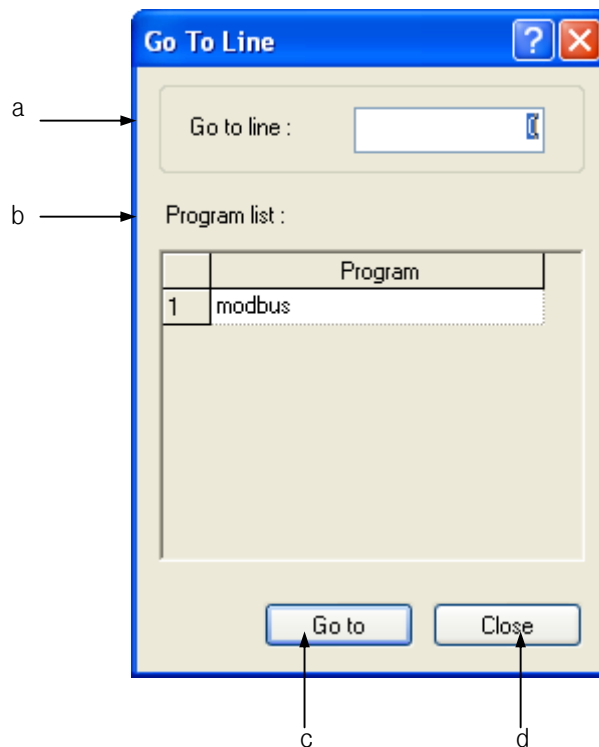 Go To Line
a
Go to line :
0
b
Program list :
Program
1 modbus
Go to
Close
c
d